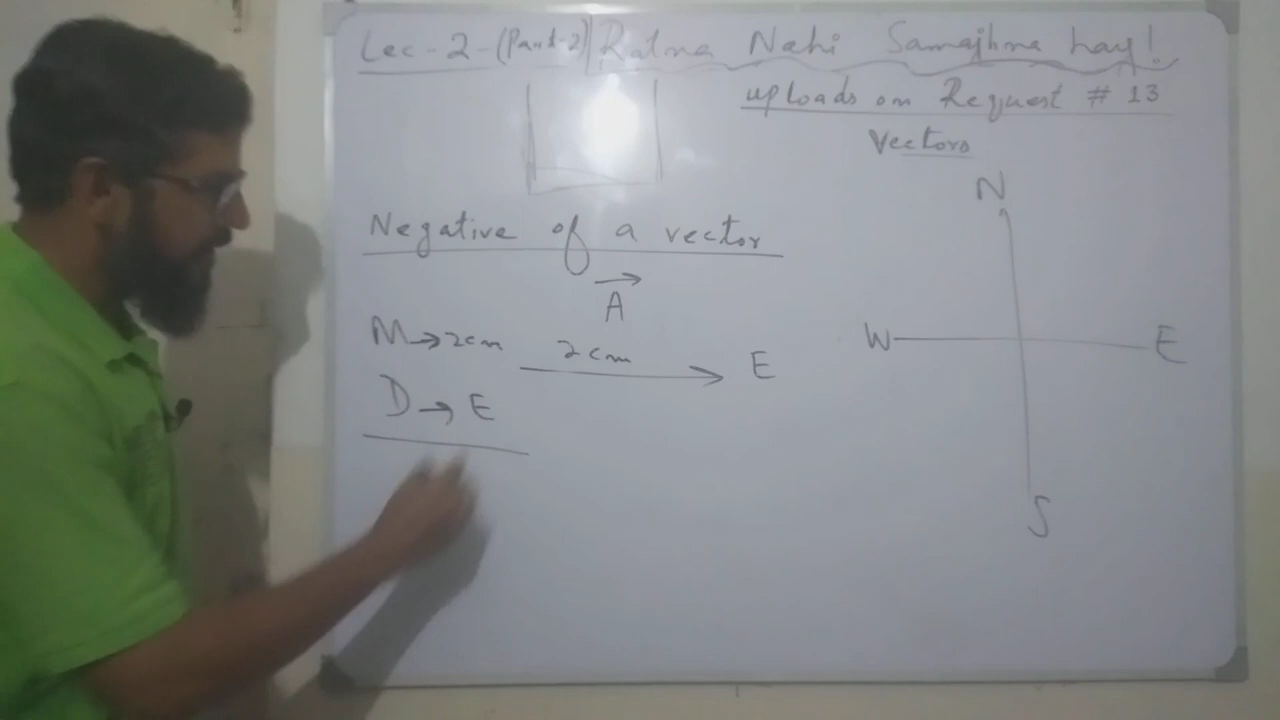 Lec - 2 - (Part-2) Ratna Nahi Samajhna hay!
uploads on Request # 13
Vectors
N
Negative of a vector
A
M → 2cm
2cm
E
W
E
D → E
S